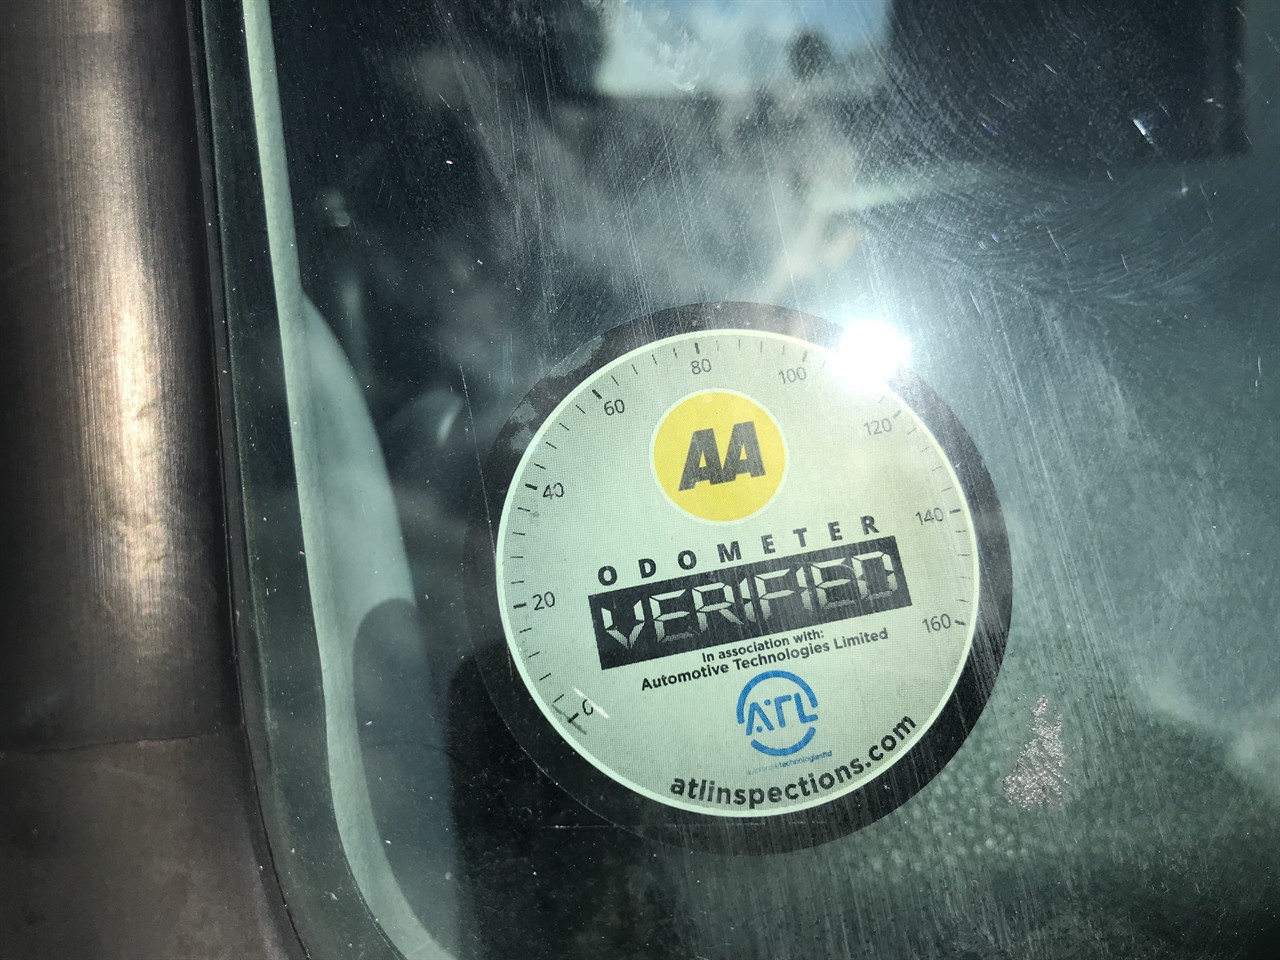 80
100
60
120
AA
40
140
ODOMETER
VERIFIED
20
160
In association with:
Automotive Technologies Limited
0
ATL
atlinspections.com